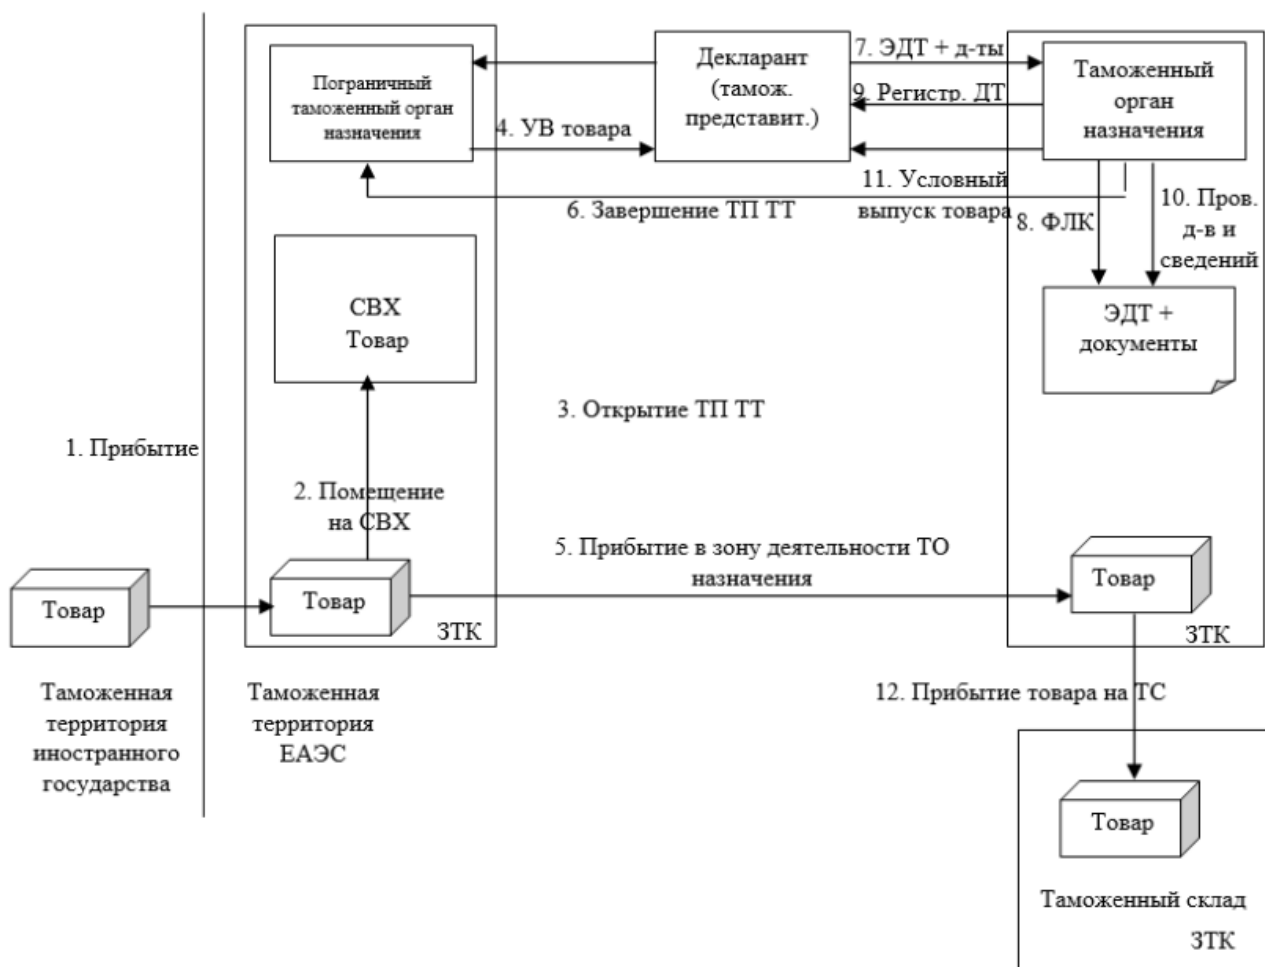 Пограничный
таможенный орган
назначения
4. УВ товара
Декларант
(тамож.
представит.)
7. ЭДТ + д-ты
9. Регистр. ДТ
Таможенный
орган
назначения
11. Условный
выпуск товара
6. Завершение ТП ТТ
8. ФЛК
10. Пров.
д-в и
сведений
СВХ
Товар
ЭДТ +
документы
3. Открытие ТП ТТ
1. Прибытие
2. Помещение
на СВХ
5. Прибытие в зону деятельности ТО
назначения
Товар
Товар
ЗТК
Товар
ЗТК
Таможенная
территория
иностранного
государства
Таможенная
территория
ЕАЭС
12. Прибытие товара на ТС
Товар
Таможенный склад
ЗТК